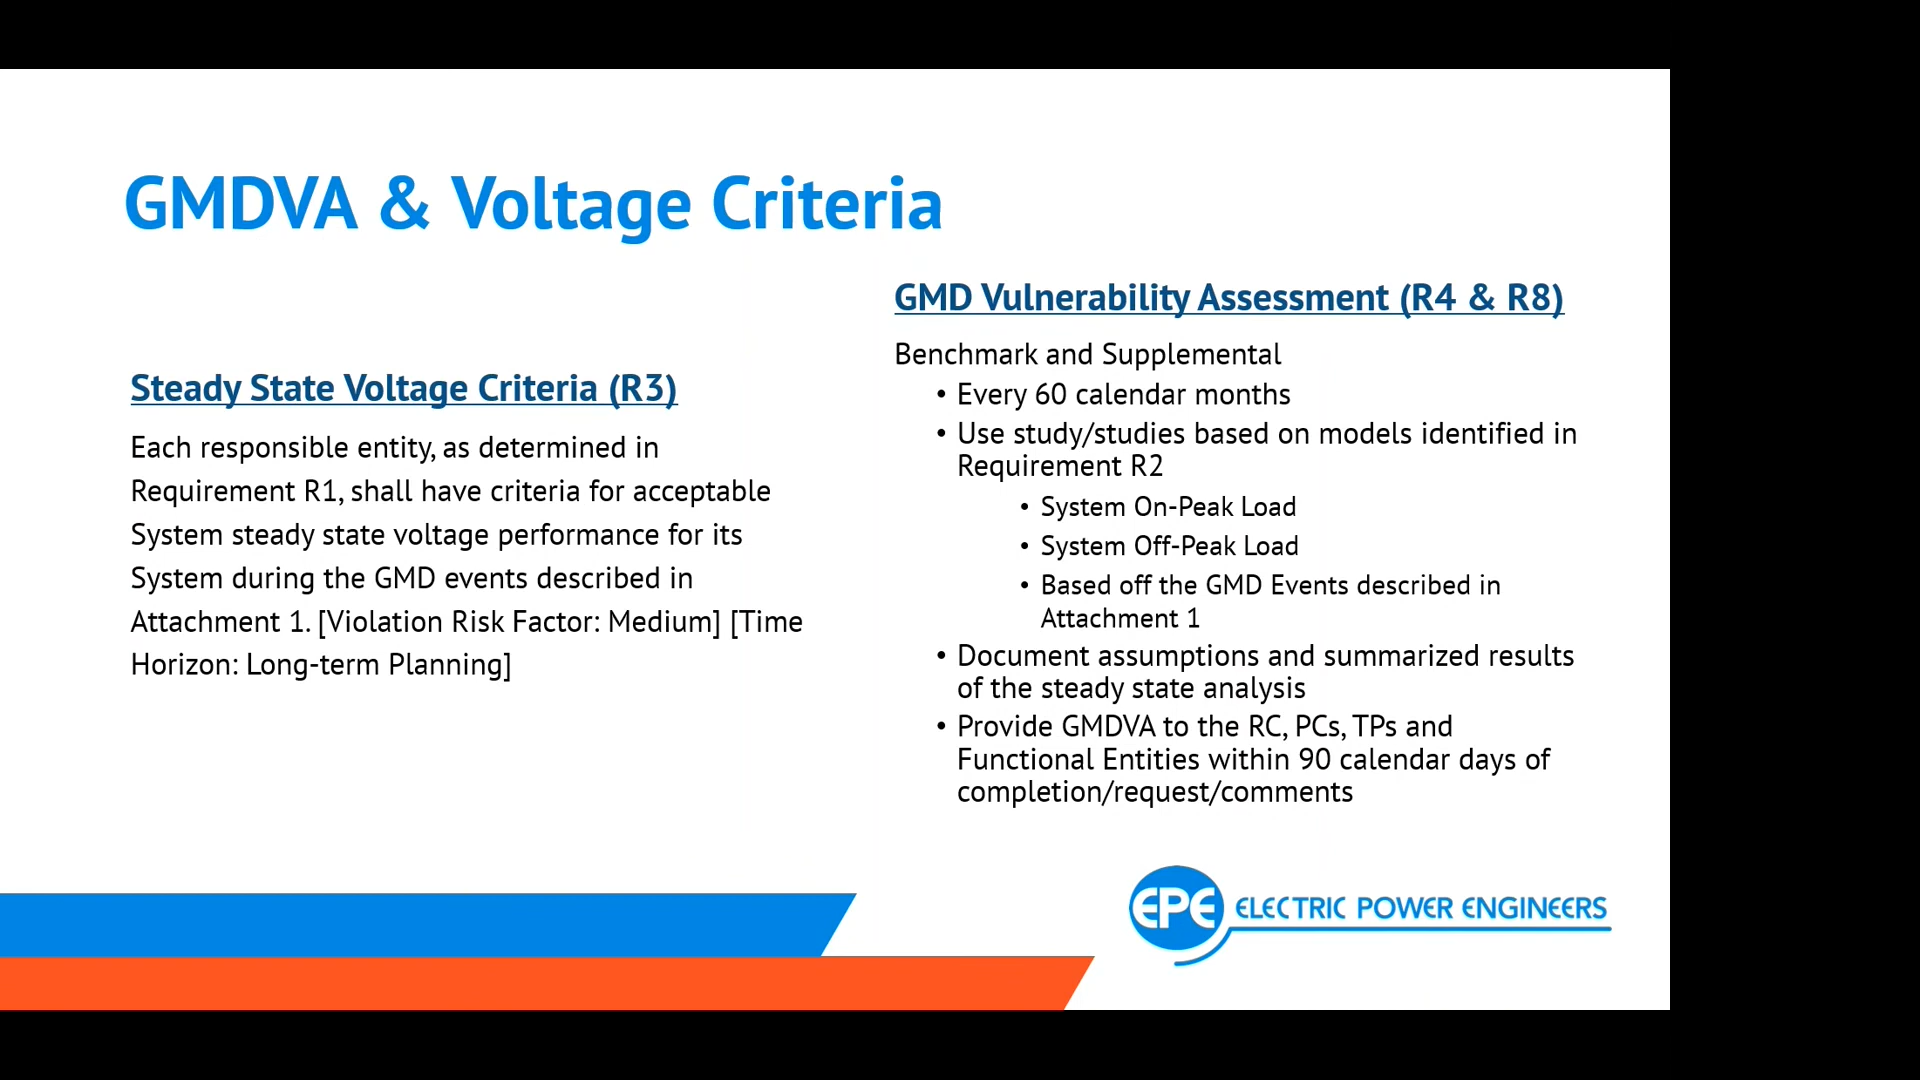 GMDVA & Voltage Criteria
Steady State Voltage Criteria (R3)
Each responsible entity, as determined in
Requirement R1, shall have criteria for acceptable
System steady state voltage performance for its
System during the GMD events described in
Attachment 1. [Violation Risk Factor: Medium] [Time
Horizon: Long-term Planning]
GMD Vulnerability Assessment (R4 & R8)
Benchmark and Supplemental
• Every 60 calendar months
• Use study/studies based on models identified in
Requirement R2
• System On-Peak Load
• System Off-Peak Load
• Based off the GMD Events described in
Attachment 1
• Document assumptions and summarized results
of the steady state analysis
• Provide GMDVA to the RC, PCs, TPs and
Functional Entities within 90 calendar days of
completion/request/comments
EPE ELECTRIC POWER ENGINEERS